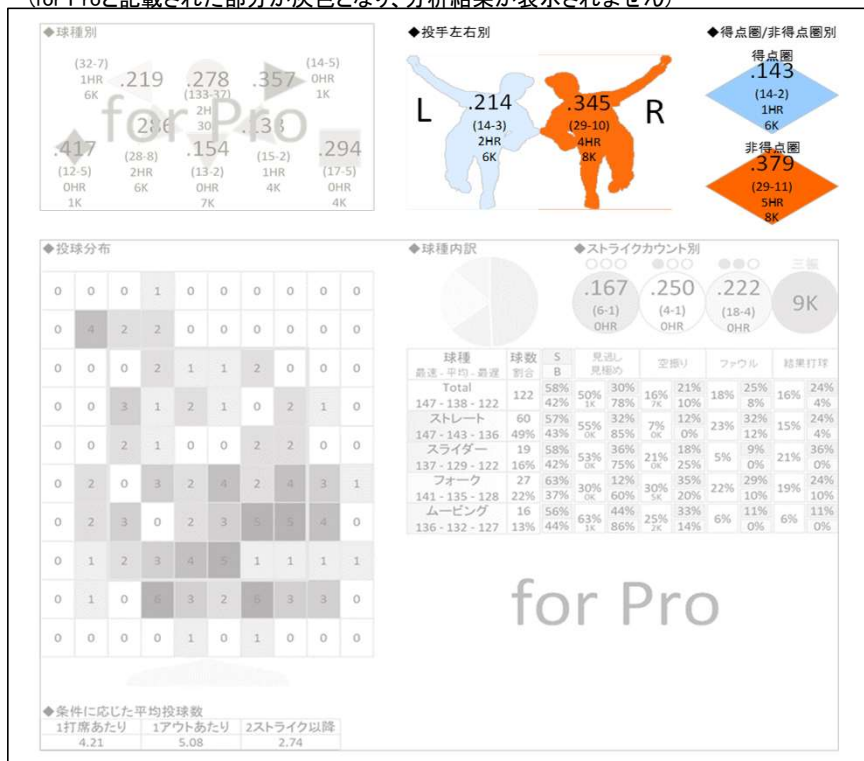 (for Proと記載された部分が灰色となり、分析結果が表示されません)
◆球種別
(32-7)
1HR
6K
.219
.278
(133-37)
2H
30
.357
(14-5)
0HR
1K
for Pro
.286
(28-8)
2HR
6K
.133
(15-2)
1HR
4K
.417
(12-5)
0HR
1K
.154
(13-2)
0HR
7K
.294
(17-5)
0HR
4K
◆投手左右別
L
.214
(14-3)
2HR
6K
.345
(29-10)
4HR
8K
R
◆得点圏/非得点圏別
得点圏
.143
(14-2)
1HR
6K
非得点圏
.379
(29-11)
5HR
8K
◆投球分布
0 0 0 1 0 0 0 0 0
0 4 2 2 0 0 0 0 0
0 0 0 2 1 1 2 0 0 0
0 0 3 1 2 1 0 2 1 0
0 0 2 1 0 0 2 2 0 0
0 2 0 3 2 4 2 4 3 1
0 2 3 0 2 3 5 5 4 0
0 1 2 3 4 5 1 1 1 1
0 1 0 6 3 2 6 3 3 0
0 0 0 0 1 0 1 0 0 0
◆球種内訳
◆ストライクカウント別
○○○ ●○○ ●●○ 三振
.167 .250 .222 9K
(6-1) (4-1) (18-4)
0HR 0HR 0HR
球種 球数 S 見逃し 空振り ファウル 結果打球
最速-平均-最遅 割合 B 見極め
Total 122 58% 50% 30% 16% 21% 18% 25% 16% 24%
147 - 138 - 122 42% 1K 78% 7K 10% 8% 4%
ストレート 60 57% 55% 32% 7% 12% 23% 32% 15% 24%
147 - 143 - 136 49% 43% 0K 85% 0K 0% 12% 4%
スライダー 19 58% 53% 36% 21% 18% 5% 9% 21% 36%
137 - 129 - 122 16% 42% 0K 75% 0K 25% 0% 0%
フォーク 27 63% 30% 12% 30% 35% 22% 29% 19% 24%
141 - 135 - 128 22% 37% 0K 60% 5K 20% 10% 10%
ムービング 16 56% 63% 44% 25% 33% 6% 11% 6% 11%
136 - 132 - 127 13% 44% 1K 86% 2K 14% 0% 0%
for Pro
◆条件に応じた平均投球数
1打席あたり 1アウトあたり 2ストライク以降
4.21 5.08 2.74